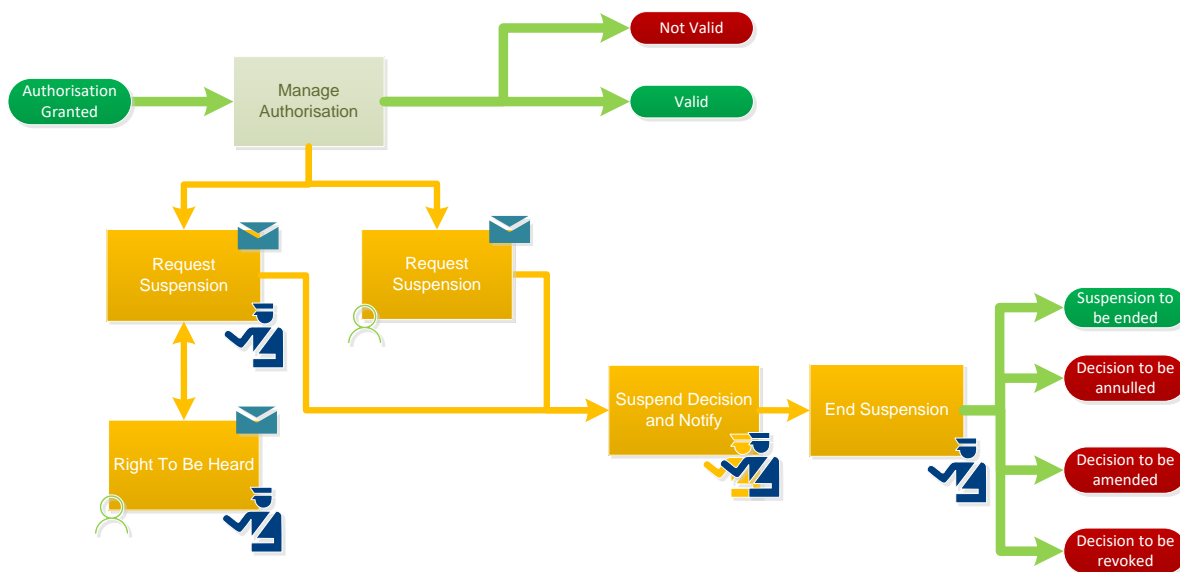 Not Valid
Authorisation
Granted
Manage
Authorisation
Valid
Request
Suspension
Request
Suspension
Suspension to
be ended
Decision to be
annulled
Suspend Decision
and Notify
End Suspension
Right To Be Heard
Decision to be
amended
Decision to be
revoked